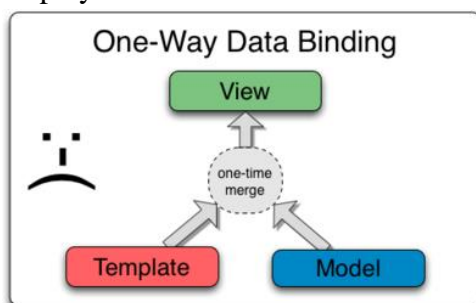 One-Way Data Binding
View
one-time
merge
Template
Model